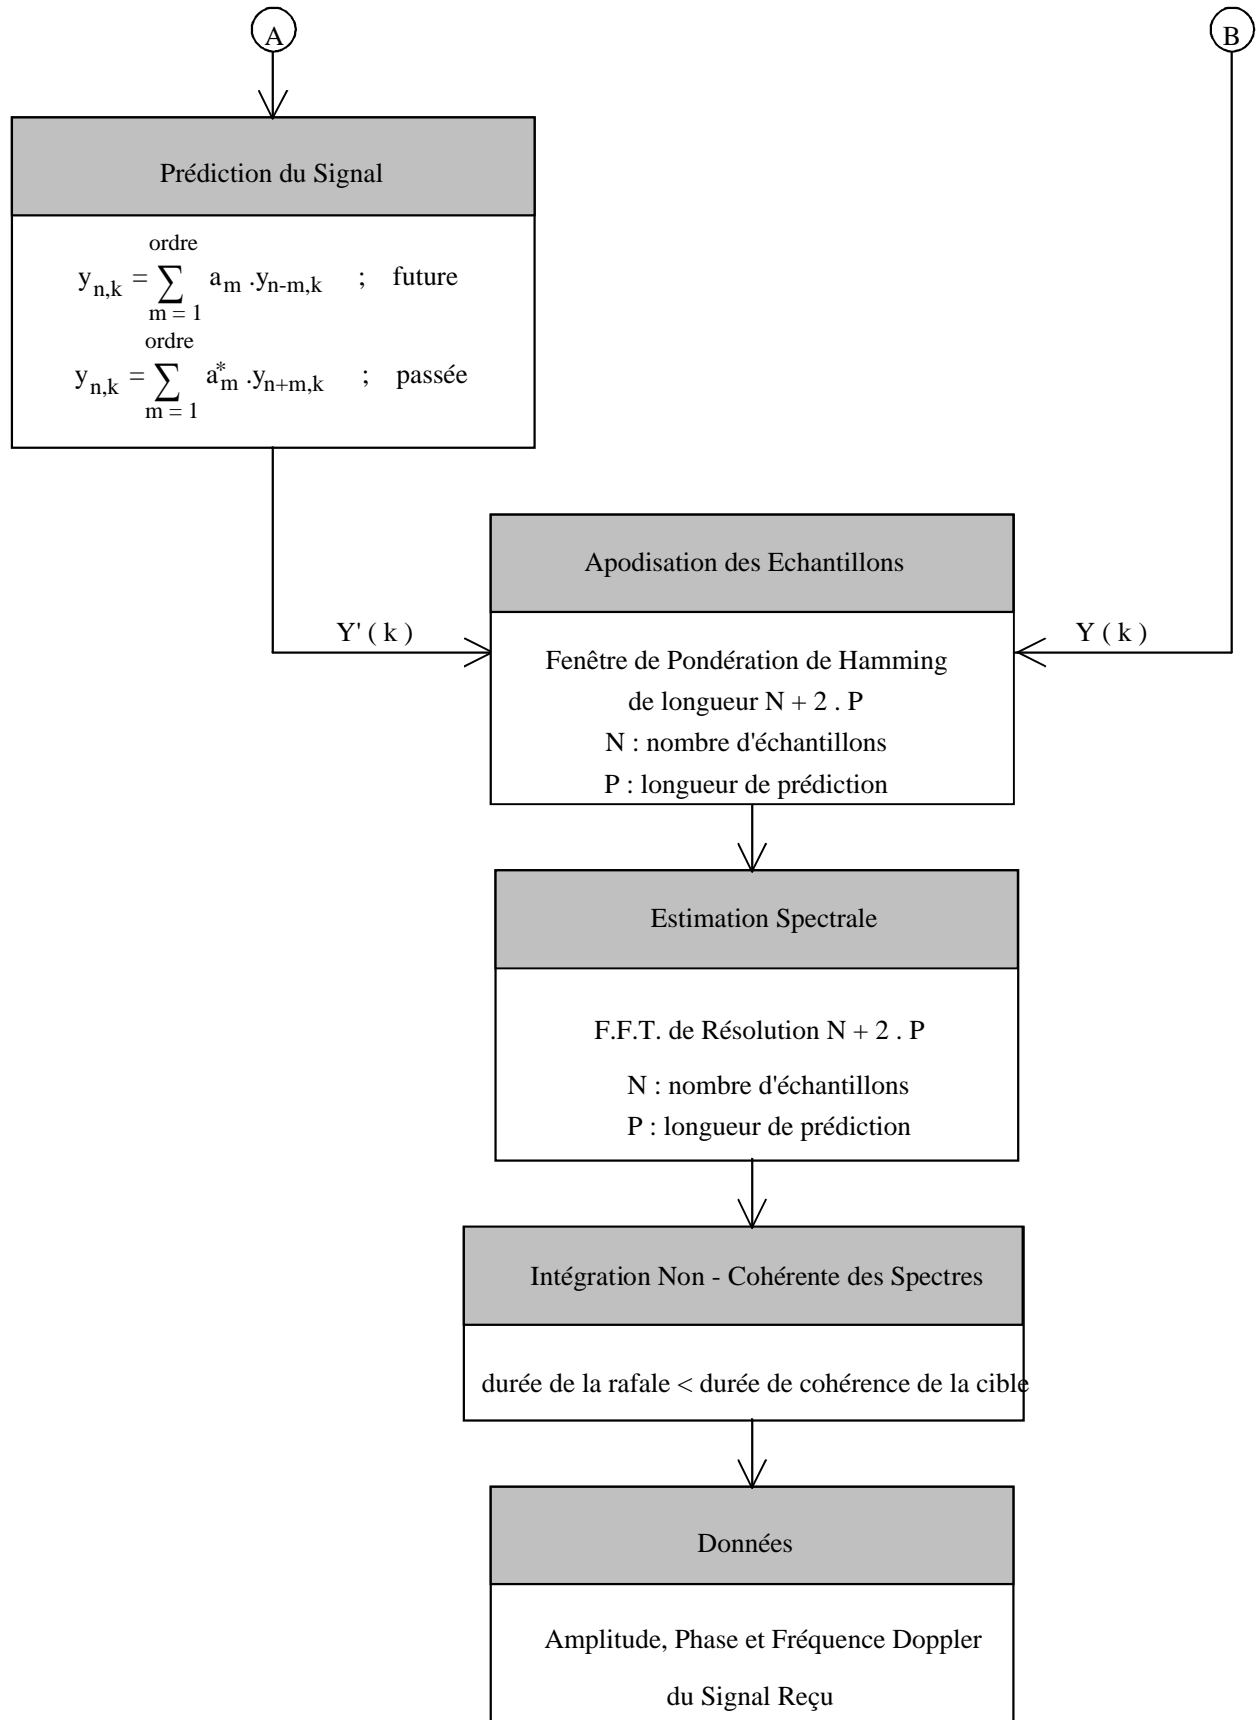 A
B
Prédiction du Signal
ordre
y_{n,k} = ∑ a_m .y_{n-m,k} ; future
m = 1
ordre
y_{n,k} = ∑ a*_m .y_{n+m,k} ; passée
m = 1
Apodisation des Echantillons
Y' ( k )
Y ( k )
Fenêtre de Pondération de Hamming
de longueur N + 2 . P
N : nombre d'échantillons
P : longueur de prédiction
Estimation Spectrale
F.F.T. de Résolution N + 2 . P
N : nombre d'échantillons
P : longueur de prédiction
Intégration Non - Cohérente des Spectres
durée de la rafale < durée de cohérence de la cible
Données
Amplitude, Phase et Fréquence Doppler
du Signal Reçu